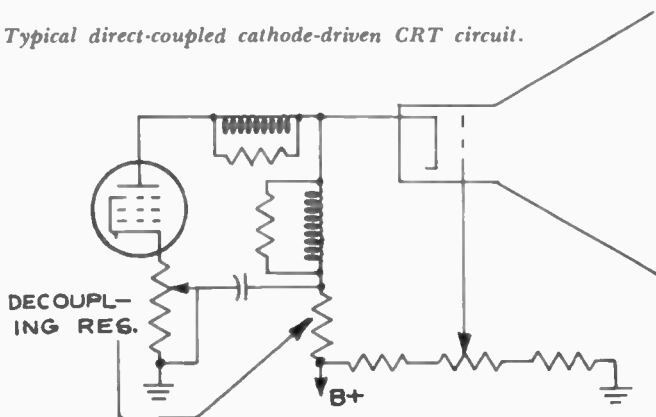 Typical direct-coupled cathode-driven CRT circuit.
DECOUPL-
ING RES.
B+